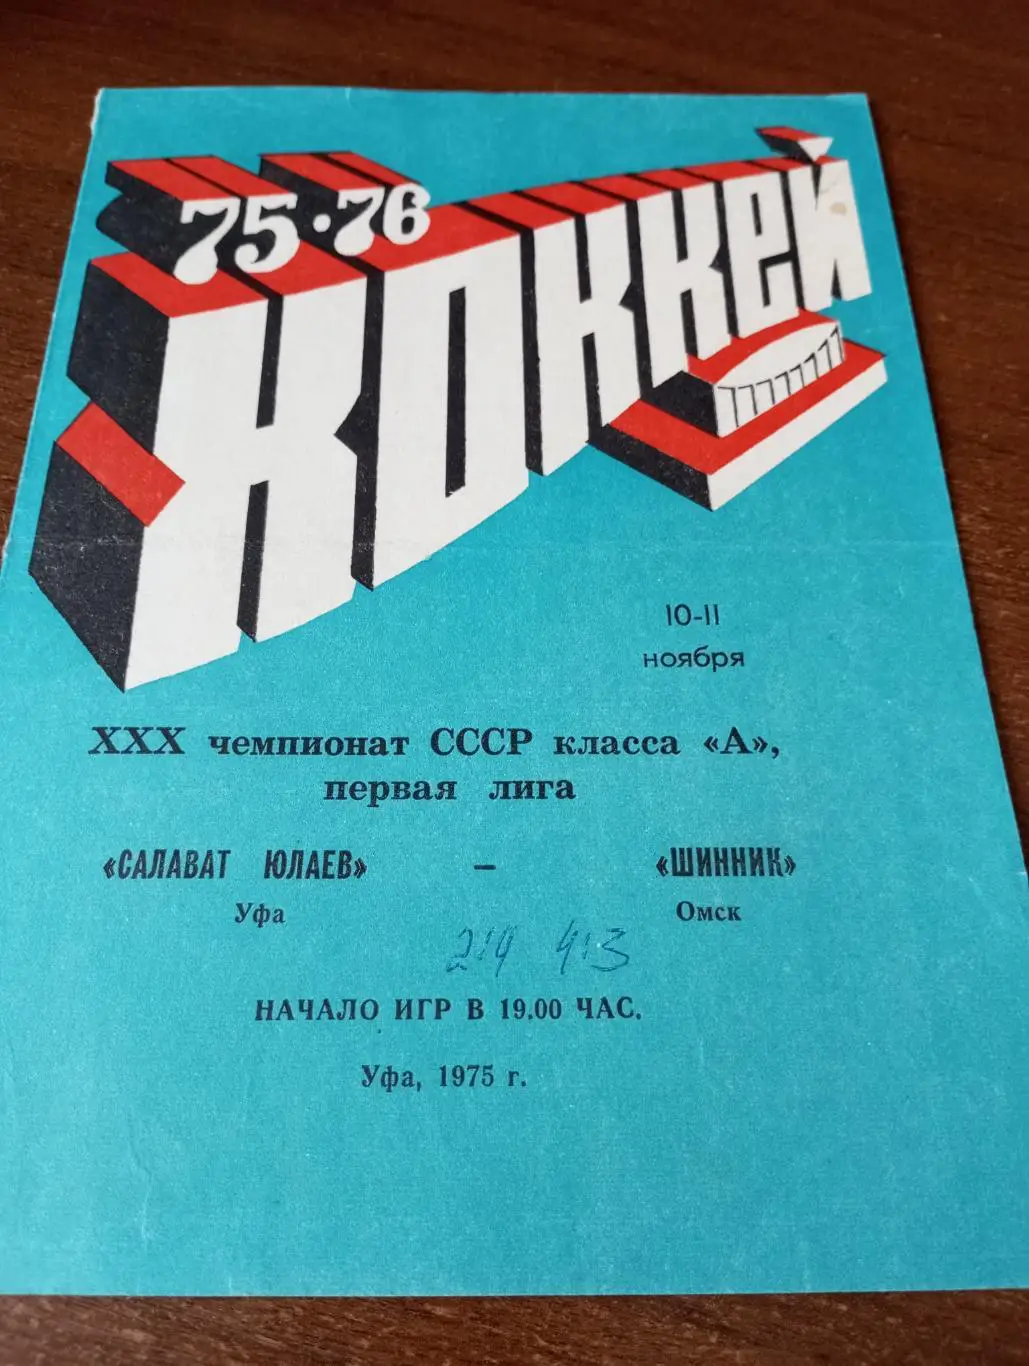 75·76
ХОККЕЙ
10-11
ноября
XXX чемпионат СССР класса «А»,
первая лига
«САЛАВАТ ЮЛАЕВ» – «ШИННИК»
Уфа Омск
2:4 4:3
НАЧАЛО ИГР В 19.00 ЧАС.
Уфа, 1975 г.